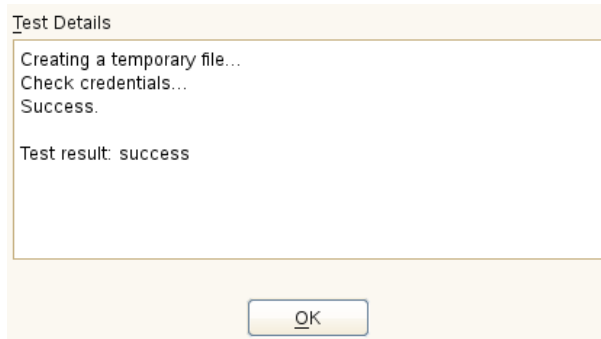 Test Details
Creating a temporary file...
Check credentials...
Success.
Test result: success
OK